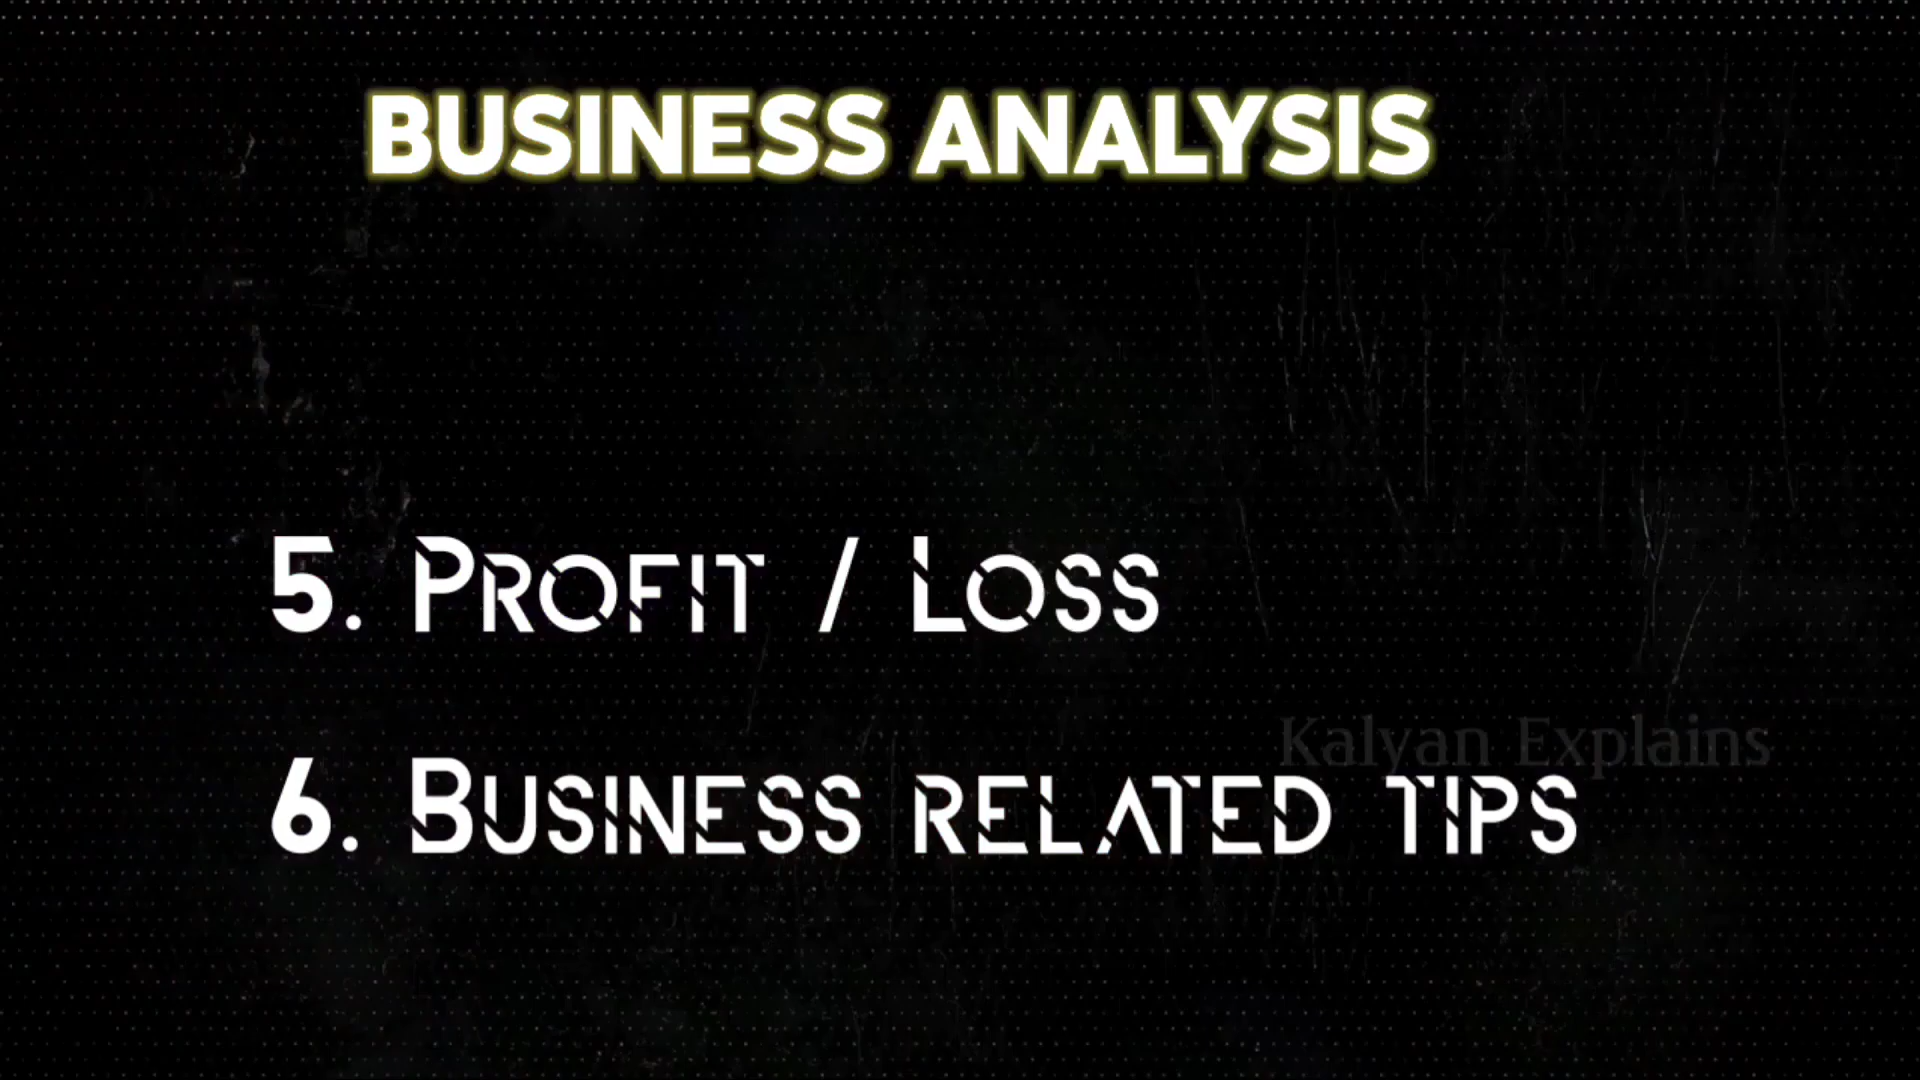 BUSINESS ANALYSIS
5. Profit / Loss
Kalyan Explains
6. Business related tips